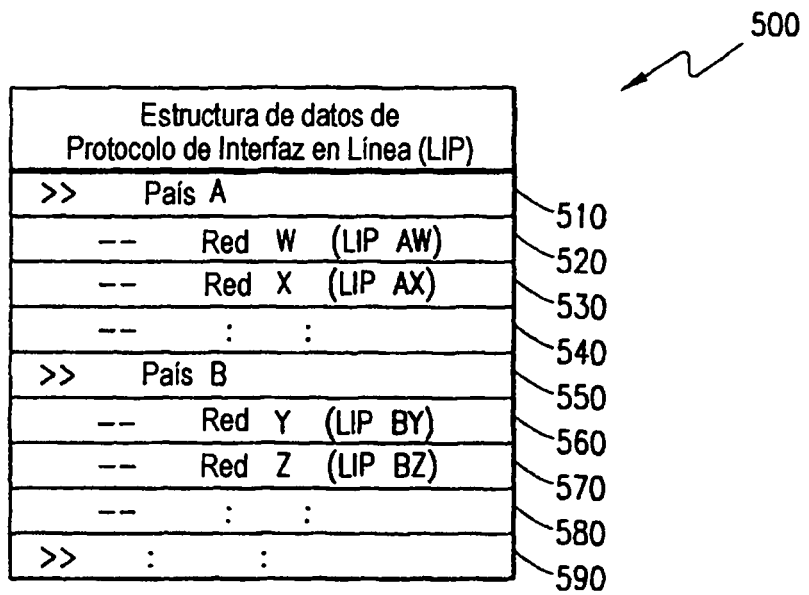 500
Estructura de datos de
Protocolo de Interfaz en Línea (LIP)
>> País A 510
-- Red W (LIP AW) 520
-- Red X (LIP AX) 530
-- : : 540
>> País B 550
-- Red Y (LIP BY) 560
-- Red Z (LIP BZ) 570
-- : : 580
>> : : 590